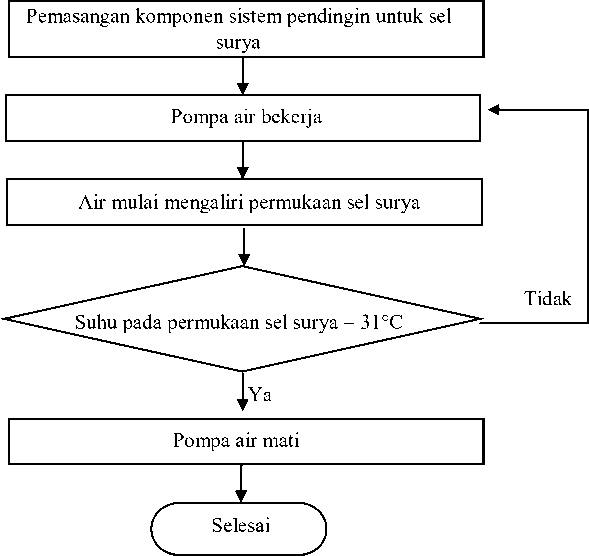 Pemasangan komponen sistem pendingin untuk sel
surya
Pompa air bekerja
Air mulai mengaliri permukaan sel surya
Tidak
Suhu pada permukaan sel surya = 31°C
Ya
Pompa air mati
Selesai